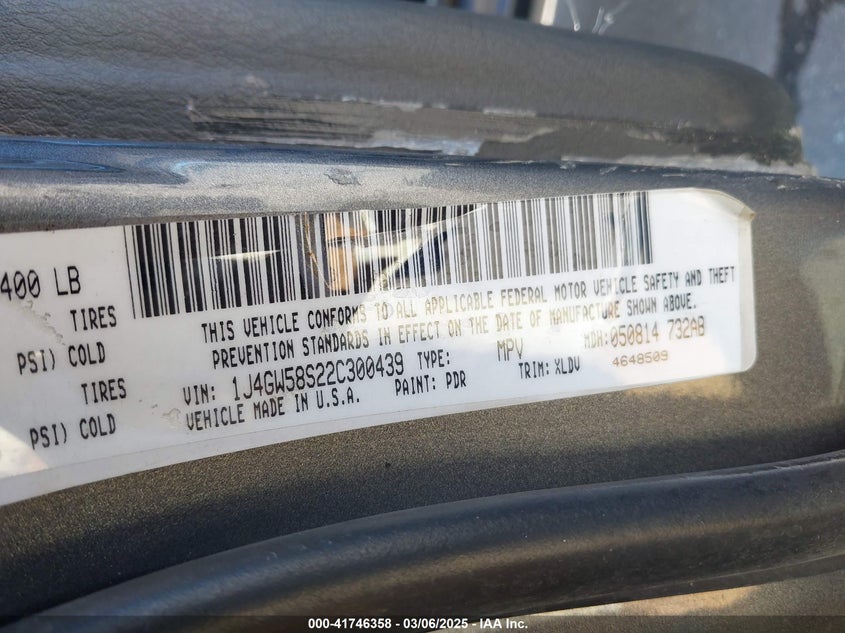 400 LB
TIRES
PSI) COLD
TIRES
PSI) COLD
THIS VEHICLE CONFORMS TO ALL APPLICABLE FEDERAL MOTOR VEHICLE SAFETY AND THEFT
PREVENTION STANDARDS IN EFFECT ON THE DATE OF MANUFACTURE SHOWN ABOVE.
VIN: 1J4GW58S22C300439 TYPE: MPV MDH:050814 732AB
VEHICLE MADE IN U.S.A. PAINT: PDR TRIM: XLDV 4648509
000-41746358 - 03/06/2025 - IAA Inc.